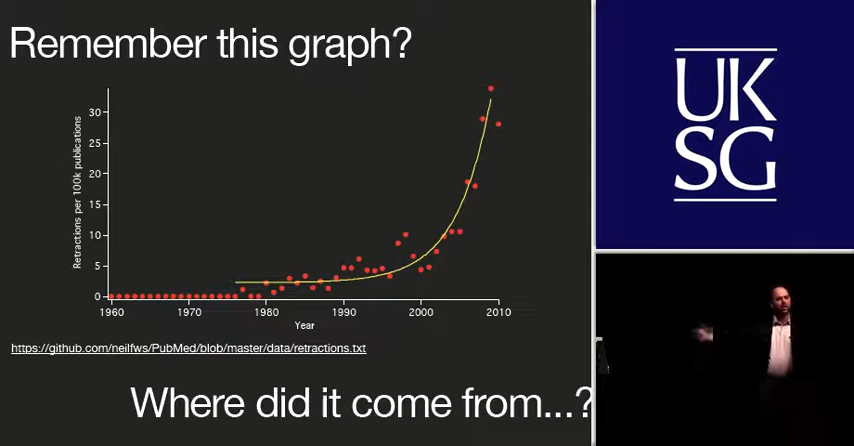 Remember this graph?
Retractions per 100k publications
30
25
20
15
10
5
0
1960
1970
1980
1990
2000
2010
Year
https://github.com/neilfws/PubMed/blob/master/data/retractions.txt
Where did it come from...?
UK
SG